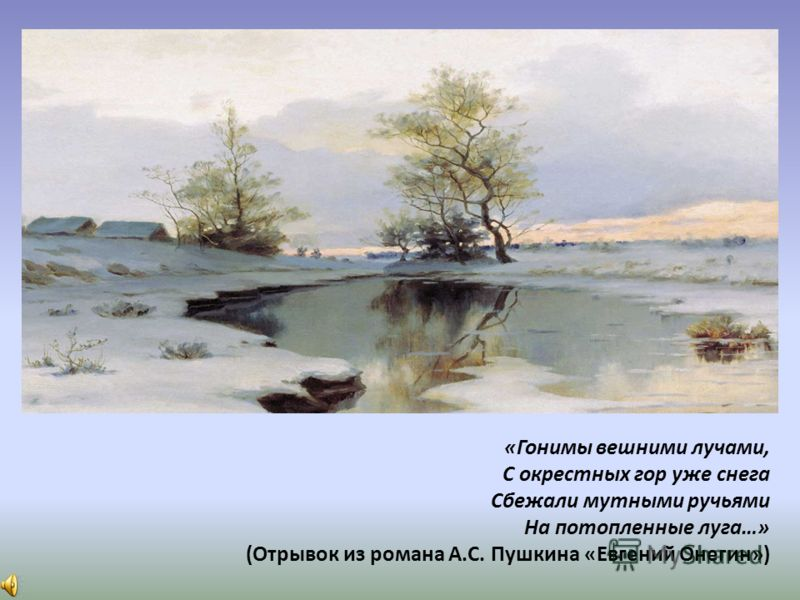 «Гонимы вешними лучами,
С окрестных гор уже снега
Сбежали мутными ручьями
На потопленные луга…»
(Отрывок из романа А.С. Пушкина «Евгений Онегин»)
MyShared